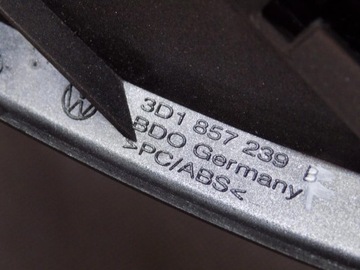 3D1 857 239 B
BDO Germany
>PC/ABS<